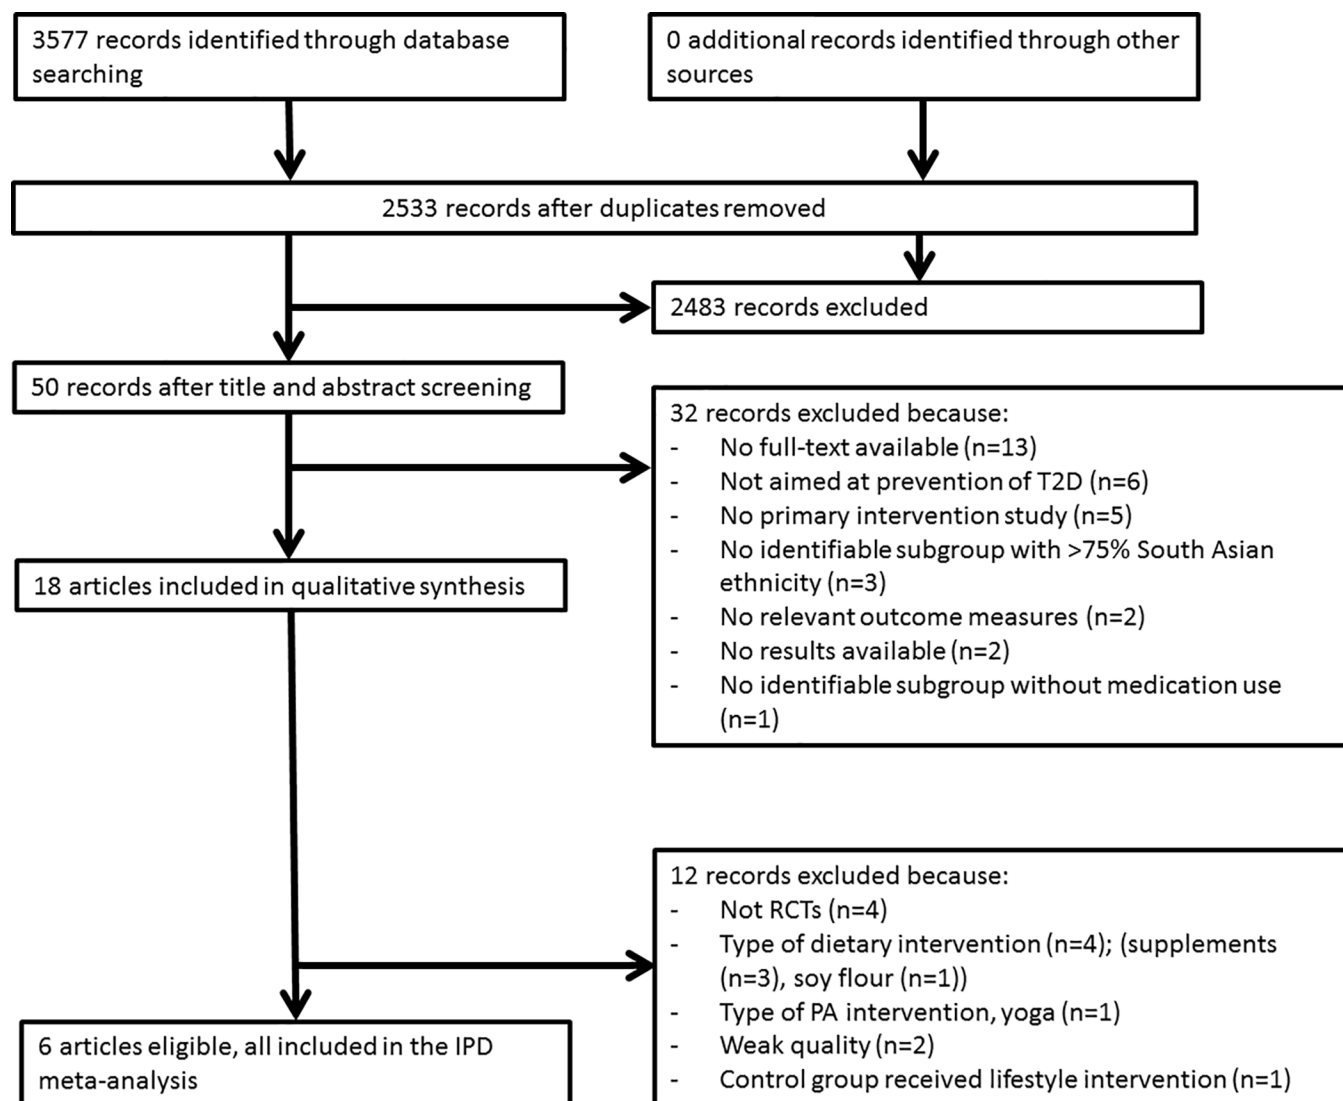 3577 records identified through database
searching
0 additional records identified through other
sources
2533 records after duplicates removed
2483 records excluded
50 records after title and abstract screening
32 records excluded because:
- No full-text available (n=13)
- Not aimed at prevention of T2D (n=6)
- No primary intervention study (n=5)
- No identifiable subgroup with >75% South Asian
ethnicity (n=3)
- No relevant outcome measures (n=2)
- No results available (n=2)
- No identifiable subgroup without medication use
(n=1)
18 articles included in qualitative synthesis
12 records excluded because:
- Not RCTs (n=4)
- Type of dietary intervention (n=4); (supplements
(n=3), soy flour (n=1))
- Type of PA intervention, yoga (n=1)
- Weak quality (n=2)
- Control group received lifestyle intervention (n=1)
6 articles eligible, all included in the IPD
meta-analysis